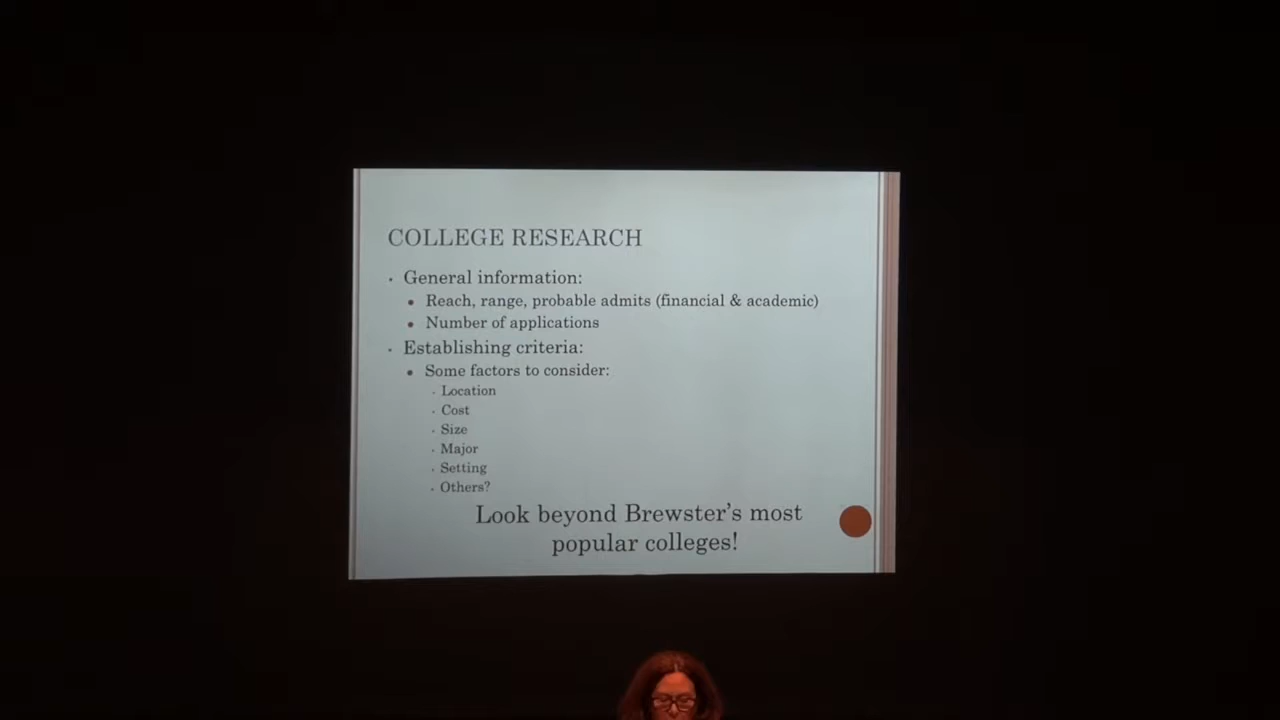 COLLEGE RESEARCH
· General information:
• Reach, range, probable admits (financial & academic)
• Number of applications
· Establishing criteria:
• Some factors to consider:
· Location
· Cost
· Size
· Major
· Setting
· Others?
Look beyond Brewster's most
popular colleges!